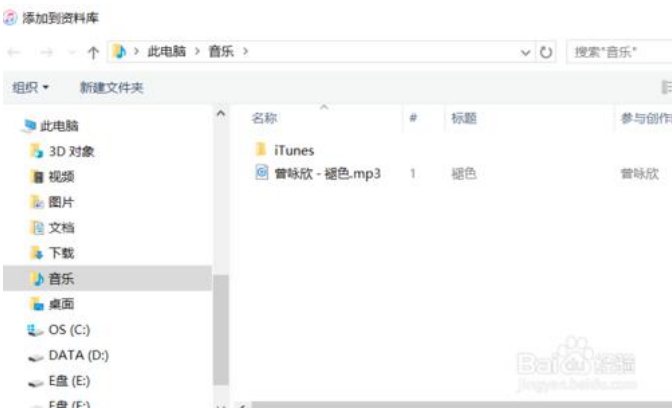 添加到资料库
此电脑 > 音乐 >
搜索"音乐"
组织 新建文件夹
名称 # 标题 参与创作
此电脑
3D 对象
视频
图片
文档
下载
音乐
桌面
OS (C:)
DATA (D:)
E盘 (E:)
iTunes
曾咏欣 - 褪色.mp3 1 褪色 曾咏欣
Baidu 经验
jingyan.baidu.com